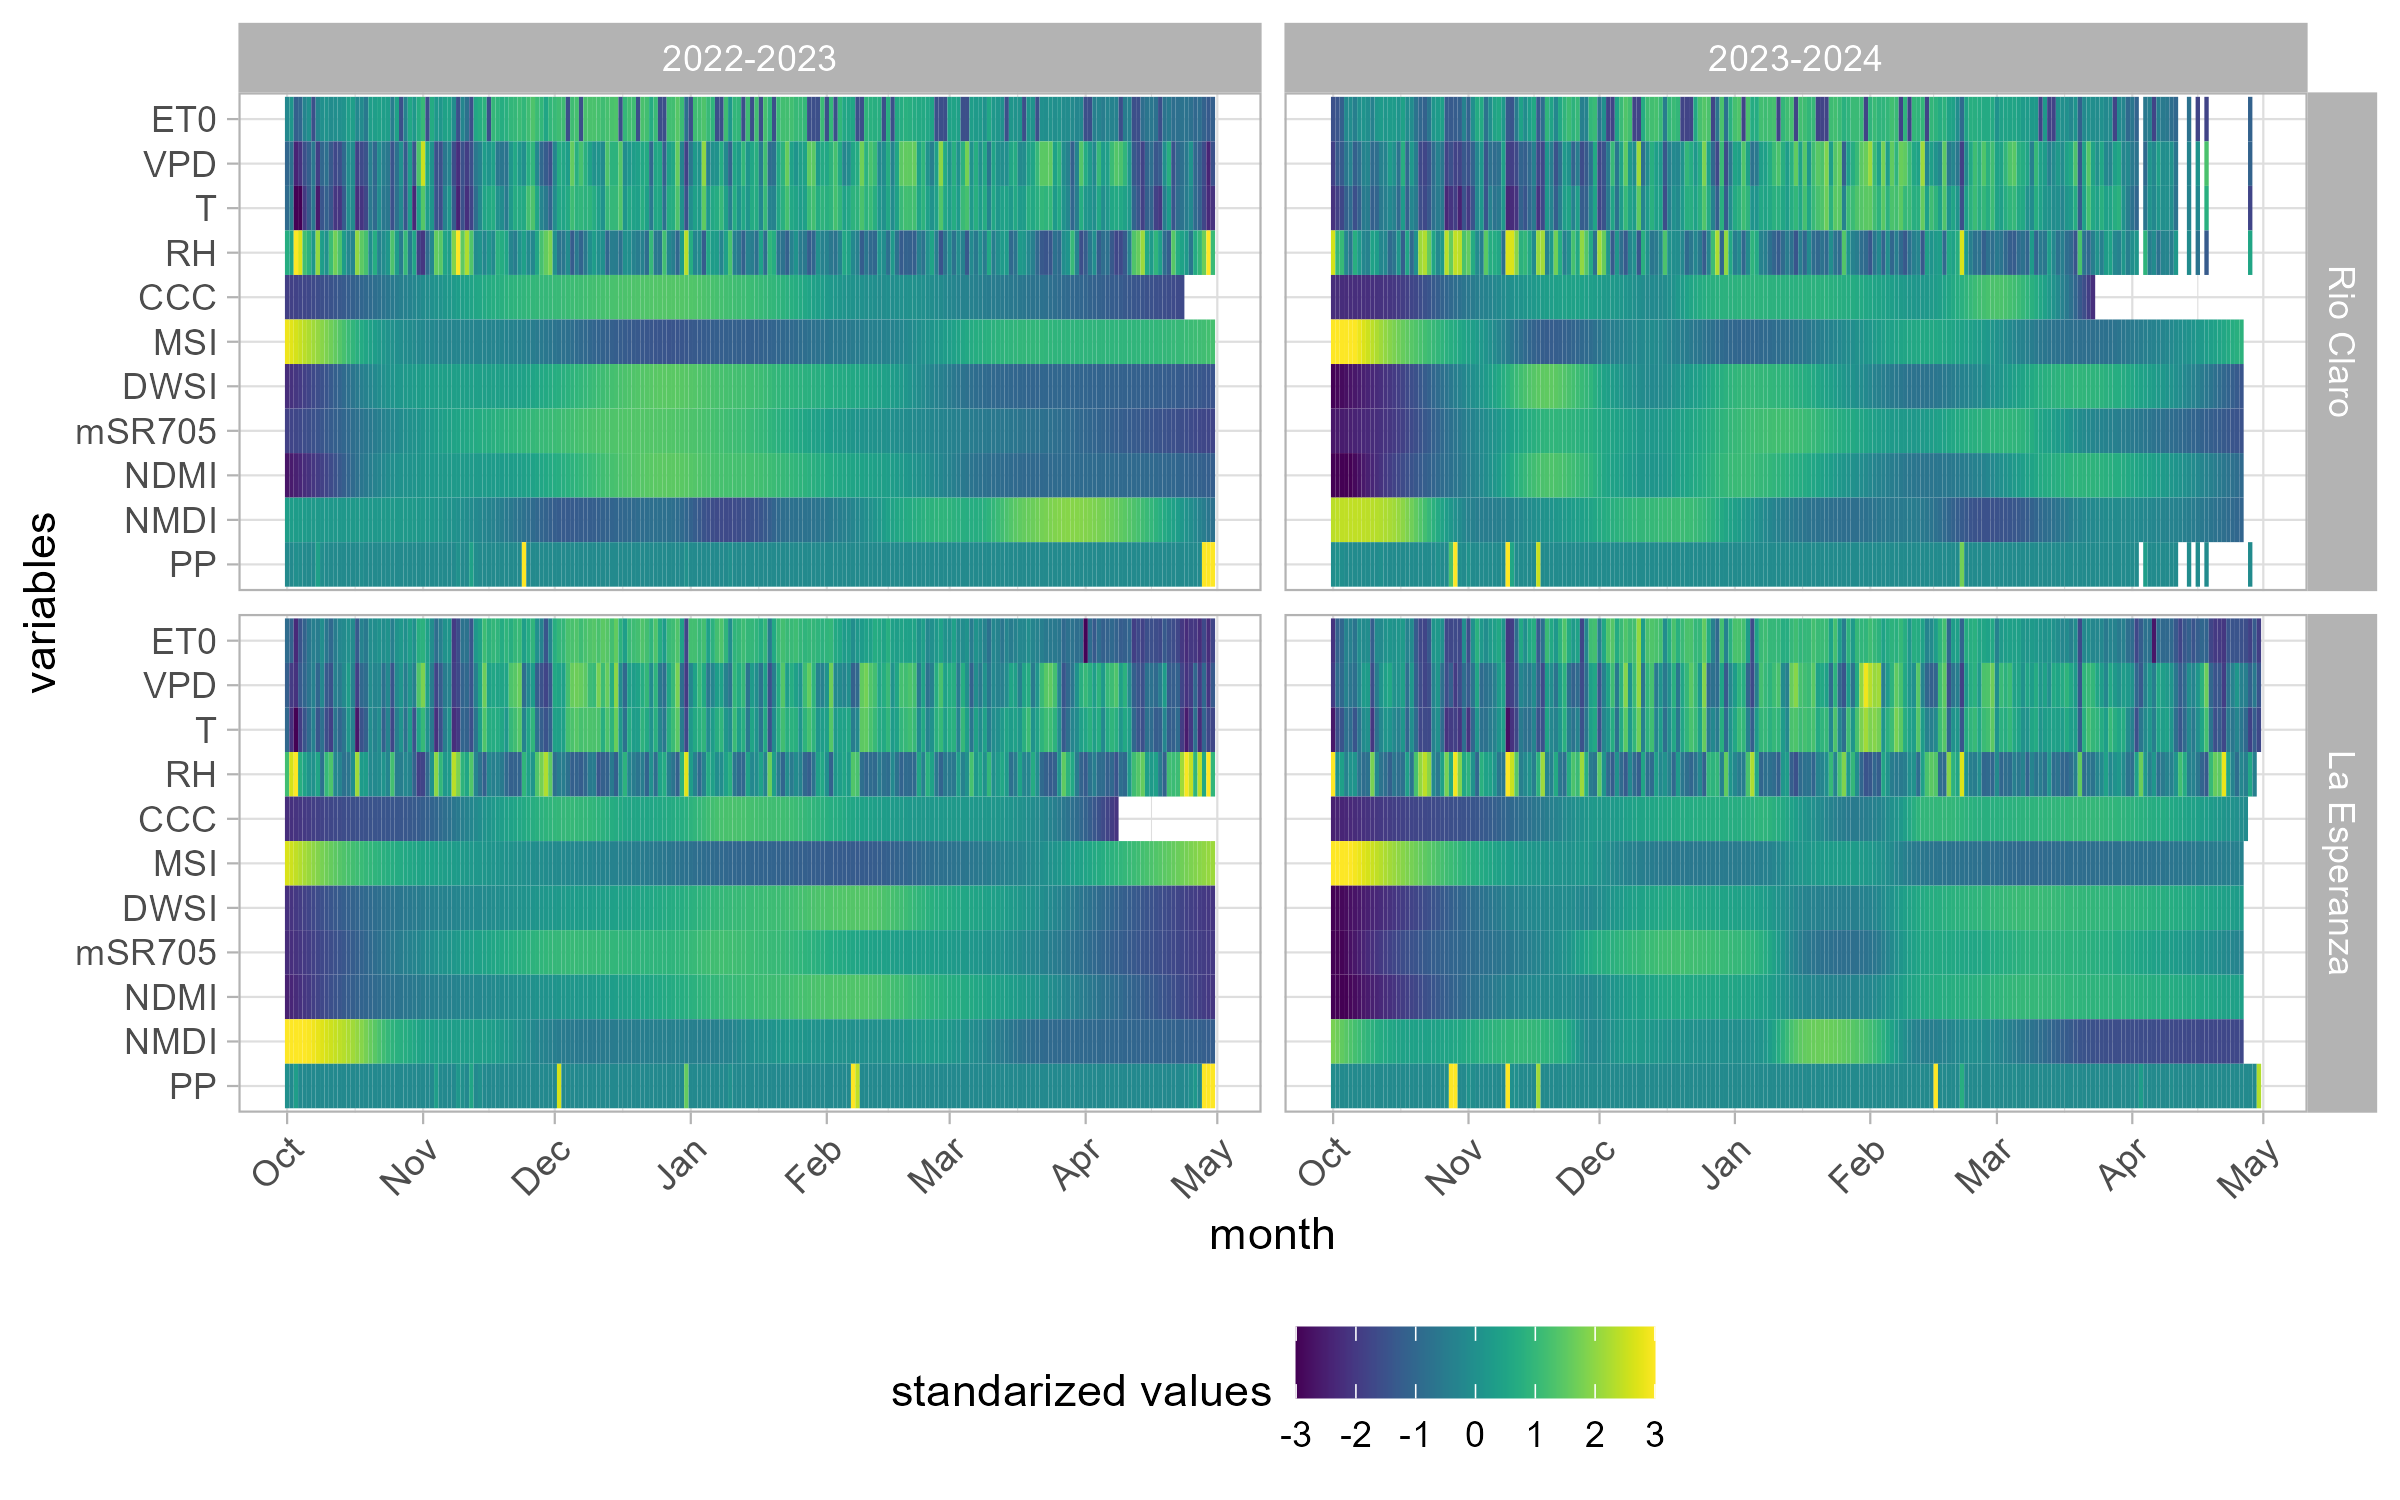 2022-2023
2023-2024
variables
ET0
VPD
T
RH
CCC
MSI
DWSI
mSR705
NDMI
NMDI
PP
Rio Claro
ET0
VPD
T
RH
CCC
MSI
DWSI
mSR705
NDMI
NMDI
PP
La Esperanza
Oct Nov Dec Jan Feb Mar Apr May
Oct Nov Dec Jan Feb Mar Apr May
month
standarized values
-3 -2 -1 0 1 2 3